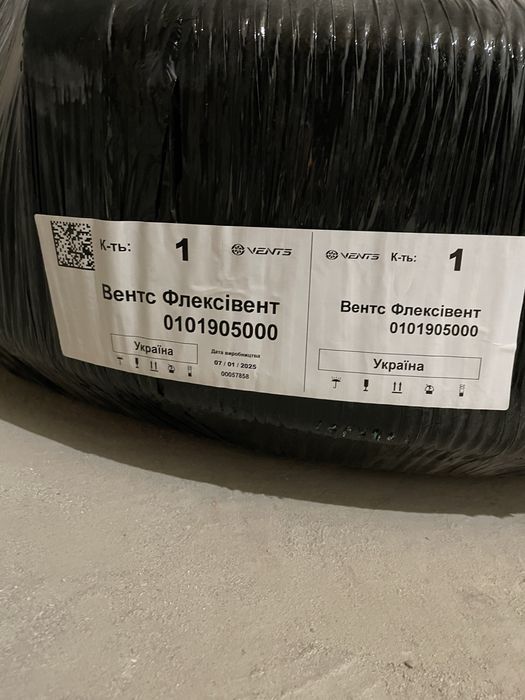 К-ть: 1 VENTS
Вентс Флексівент
0101905000
Україна
Дата виробництва
07 / 01 / 2025
00057858
VENTS К-ть: 1
Вентс Флексівент
0101905000
Україна